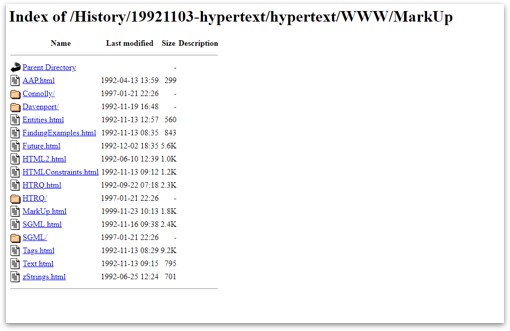 Index of /History/19921103-hypertext/hypertext/WWW/MarkUp
Name Last modified Size Description
Parent Directory -
AAP.html 1992-04-13 13:59 299
Connolly/ 1997-01-21 22:26 -
Davenport/ 1992-11-19 16:48 -
Entities.html 1992-11-13 12:57 560
FindingExamples.html 1992-11-13 08:35 843
Future.html 1992-12-02 18:35 5.6K
HTML2.html 1992-06-10 12:39 1.0K
HTMLConstraints.html 1992-11-13 09:12 1.2K
HTRQ.html 1992-09-22 07:18 2.3K
HTRQ/ 1997-01-21 22:26 -
MarkUp.html 1999-11-23 10:13 1.8K
SGML.html 1992-11-16 09:38 2.4K
SGML/ 1997-01-21 22:26 -
Tags.html 1992-11-13 08:29 9.2K
Text.html 1992-11-13 09:15 795
zStrings.html 1992-06-25 12:24 701